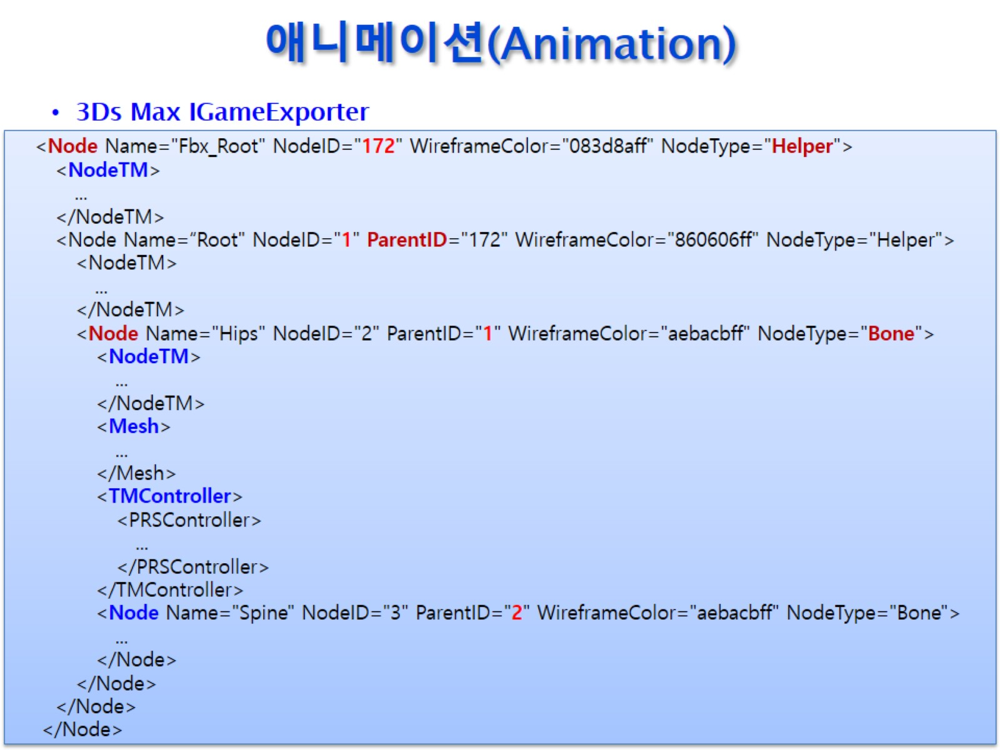 애니메이션(Animation)
• 3Ds Max IGameExporter
<Node Name="Fbx_Root" NodeID="172" WireframeColor="083d8aff" NodeType="Helper">
<NodeTM>
...
</NodeTM>
<Node Name=“Root" NodeID="1" ParentID="172" WireframeColor="860606ff" NodeType="Helper">
<NodeTM>
...
</NodeTM>
<Node Name="Hips" NodeID="2" ParentID="1" WireframeColor="aebacbff" NodeType="Bone">
<NodeTM>
...
</NodeTM>
<Mesh>
...
</Mesh>
<TMController>
<PRSController>
...
</PRSController>
</TMController>
<Node Name="Spine" NodeID="3" ParentID="2" WireframeColor="aebacbff" NodeType="Bone">
...
</Node>
</Node>
</Node>
</Node>